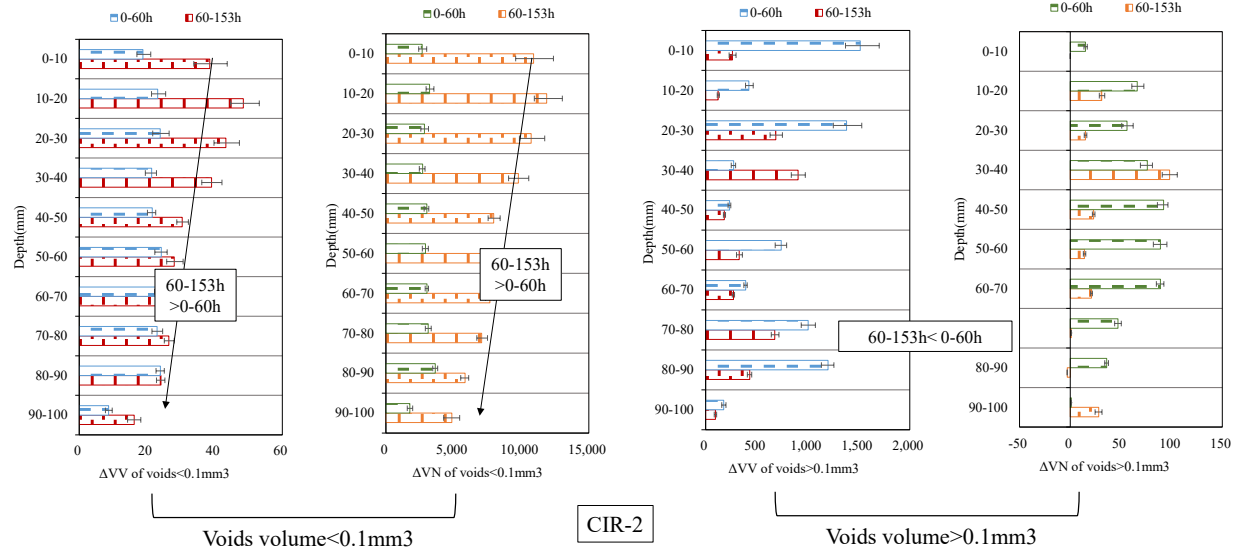 0-60h 60-153h
0-10
10-20
20-30
30-40
40-50
50-60
60-70
70-80
80-90
90-100
Depth(mm)
0 20 40 60
ΔVV of voids<0.1mm3
60-153h
>0-60h
0-60h 60-153h
0-10
10-20
20-30
30-40
40-50
50-60
60-70
70-80
80-90
90-100
Depth(mm)
0 5,000 10,000 15,000
ΔVN of voids<0.1mm3
60-153h
>0-60h
0-60h 60-153h
0-10
10-20
20-30
30-40
40-50
50-60
60-70
70-80
80-90
90-100
Depth(mm)
0 500 1,000 1,500 2,000
ΔVV of voids>0.1mm3
60-153h< 0-60h
0-60h 60-153h
0-10
10-20
20-30
30-40
40-50
50-60
60-70
80-90
90-100
Depth(mm)
-50 0 50 100 150
ΔVN of voids>0.1mm3
Voids volume<0.1mm3
CIR-2
Voids volume>0.1mm3